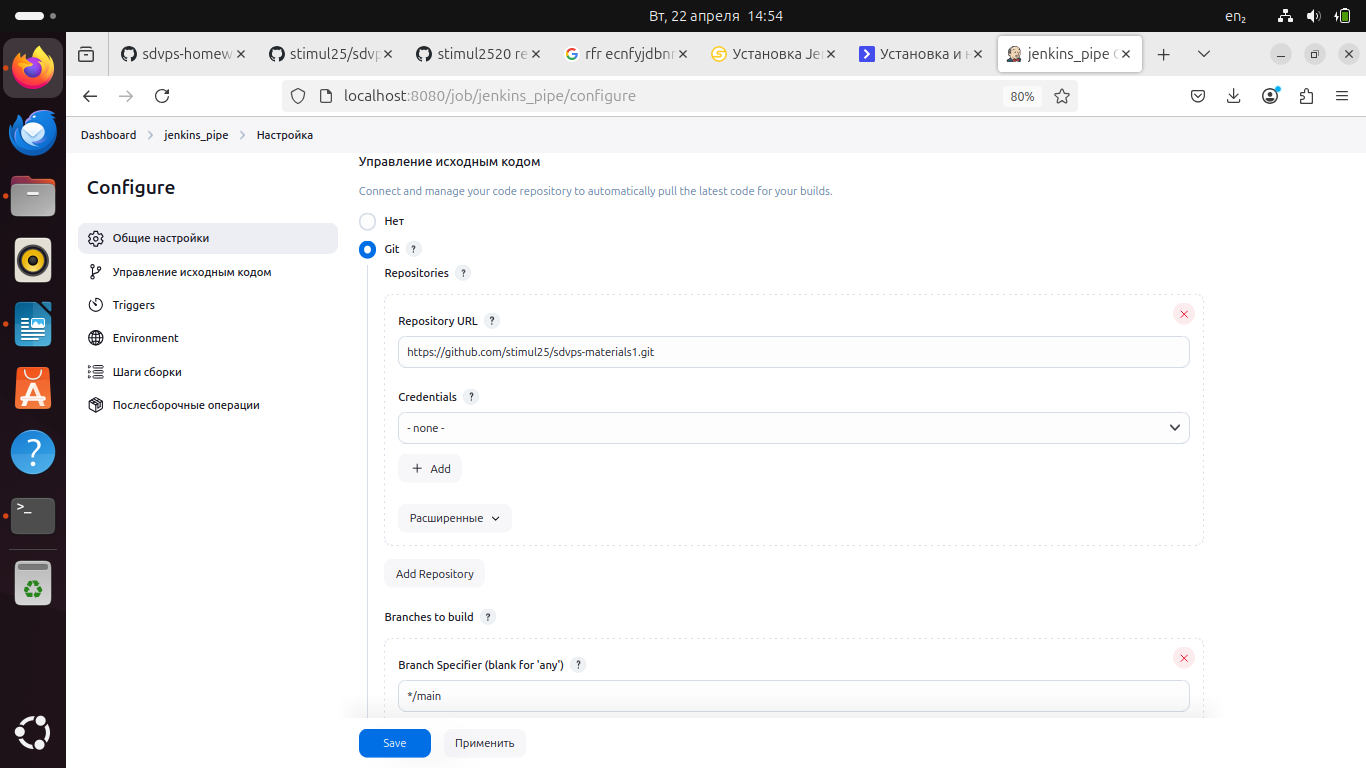 Вт, 22 апреля 14:54
en₂
sdvps-homew
stimul25/sdvp
stimul2520 re
rfr ecnfyjdbnm
Установка Jen
Установка и н
jenkins_pipe C
localhost:8080/job/jenkins_pipe/configure
80%
Dashboard
jenkins_pipe
Настройка
Configure
Общие настройки
Управление исходным кодом
Triggers
Environment
Шаги сборки
Послесборочные операции
Управление исходным кодом
Connect and manage your code repository to automatically pull the latest code for your builds.
Нет
Git ?
Repositories ?
Repository URL ?
https://github.com/stimul25/sdvps-materials1.git
Credentials ?
- none -
+ Add
Расширенные
Add Repository
Branches to build ?
Branch Specifier (blank for 'any') ?
*/main
Save
Применить